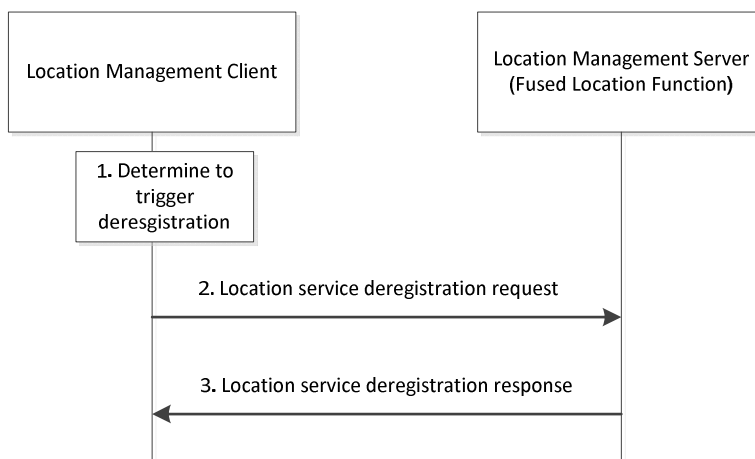 Location Management Client
Location Management Server
(Fused Location Function)
1. Determine to
trigger
deresgistration
2. Location service deregistration request
3. Location service deregistration response